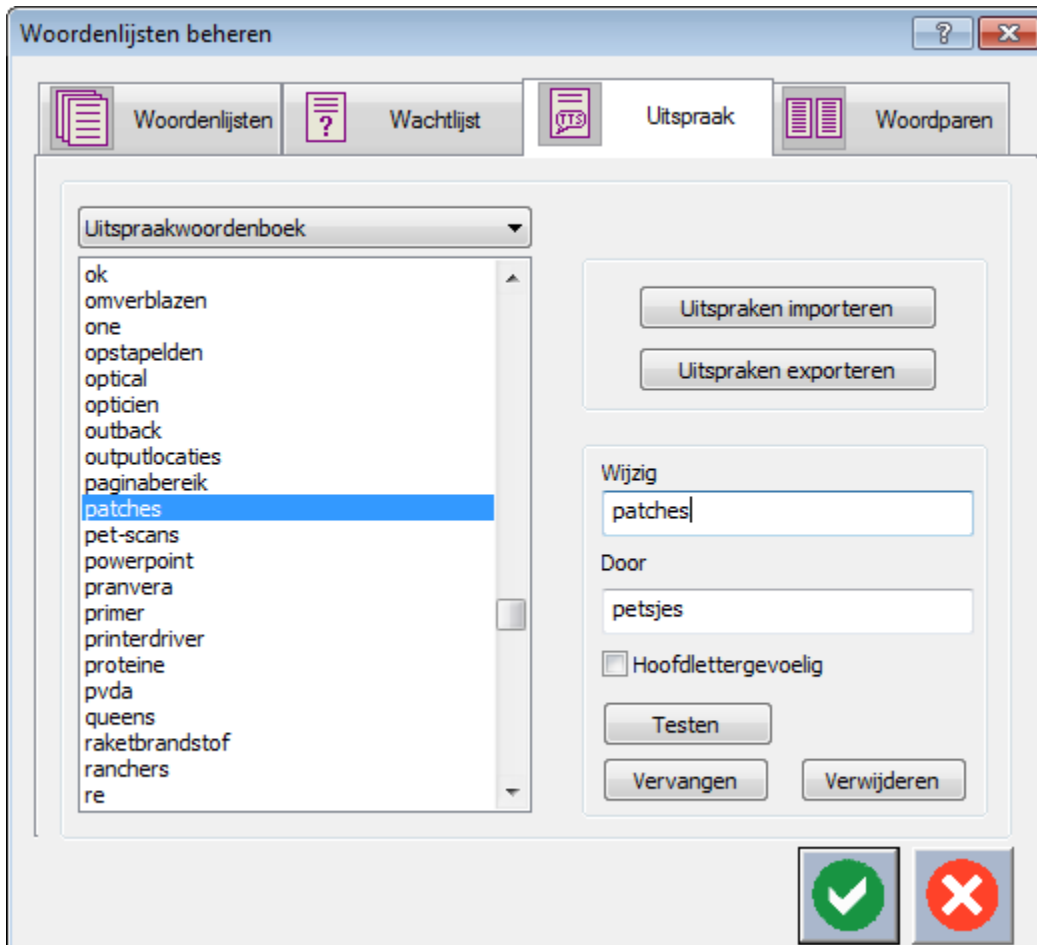 Woordenlijsten beheren
?
Woordenlijsten
?
Wachtlijst
TTS
Uitspraak
Woordparen
Uitspraakwoordenboek
ok
omverblazen
one
opstapelden
optical
opticien
outback
outputlocaties
paginabereik
patches
pet-scans
powerpoint
pranvera
primer
printerdriver
proteine
pvda
queens
raketbrandstof
ranchers
re
Uitspraken importeren
Uitspraken exporteren
Wijzig
patches
Door
petsjes
Hoofdlettergevoelig
Testen
Vervangen
Verwijderen